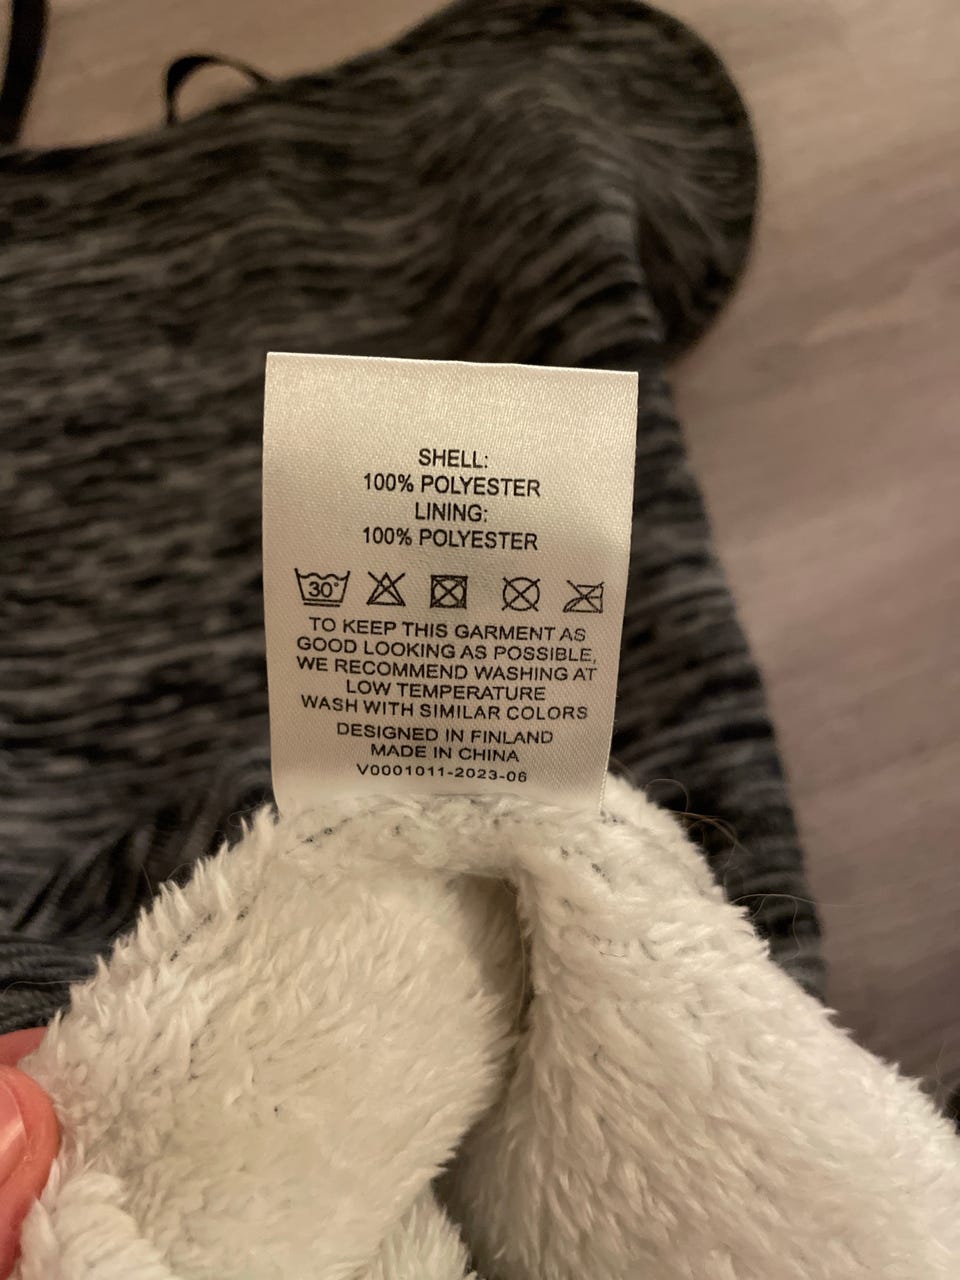 SHELL:
100% POLYESTER
LINING:
100% POLYESTER
30°
TO KEEP THIS GARMENT AS
GOOD LOOKING AS POSSIBLE,
WE RECOMMEND WASHING AT
LOW TEMPERATURE
WASH WITH SIMILAR COLORS
DESIGNED IN FINLAND
MADE IN CHINA
V0001011-2023-06